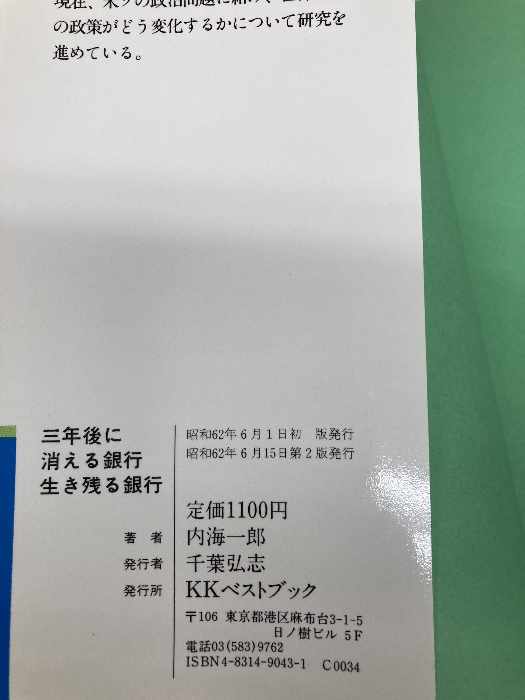 の政策がどう変化するかについて研究を
進めている。
三年後に
消える銀行
生き残る銀行
昭和62年6月1日初 版発行
昭和62年6月15日第2版発行
定価1100円
著 者 内海一郎
発行者 千葉弘志
発行所 KKベストブック
〒106 東京都港区麻布台3-1-5
日ノ樹ビル 5F
電話03(583)9762
ISBN4-8314-9043-1 C0034